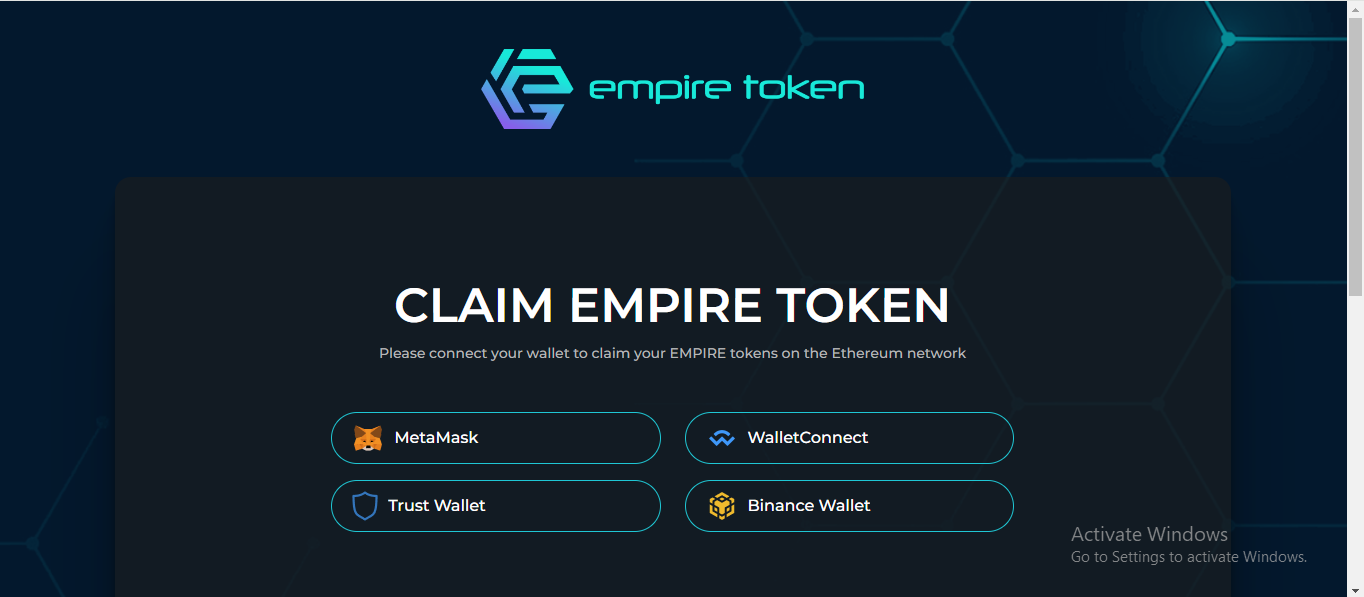 empire token
CLAIM EMPIRE TOKEN
Please connect your wallet to claim your EMPIRE tokens on the Ethereum network
MetaMask
WalletConnect
Trust Wallet
Binance Wallet
Activate Windows
Go to Settings to activate Windows.